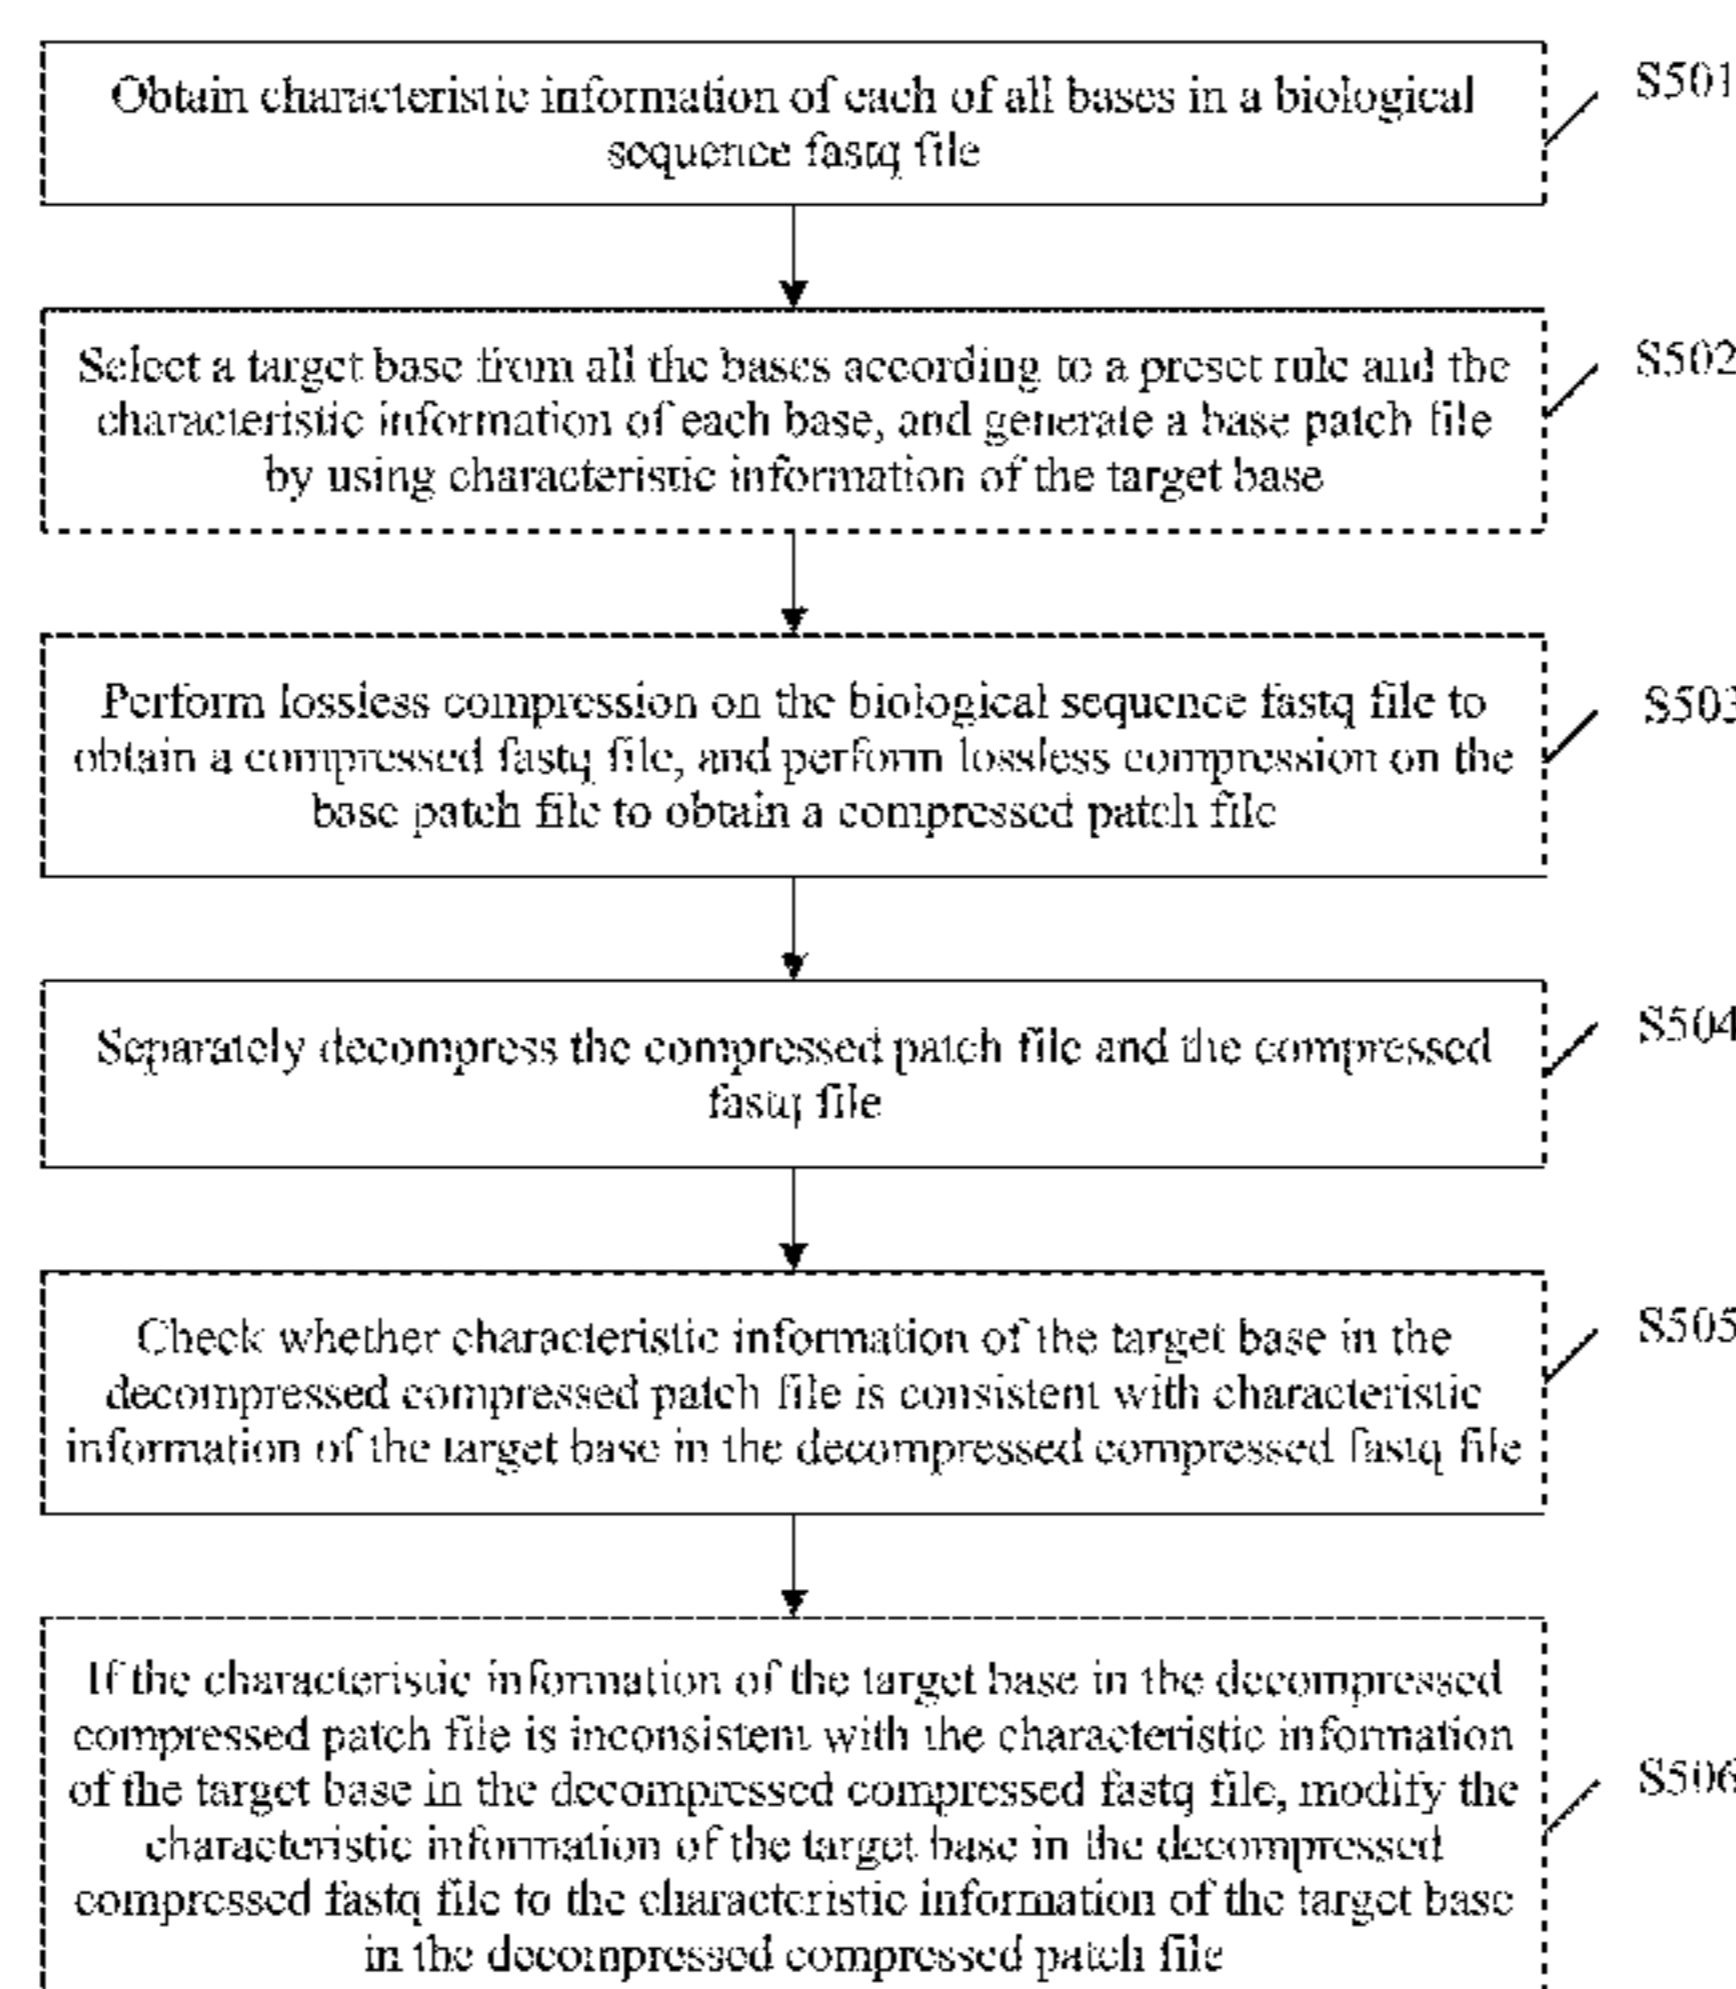 Obtain characteristic information of each of all bases in a biological
sequence fastq file
S501
Select a target base from all the bases according to a preset rule and the
characteristic information of each base, and generate a base patch file
by using characteristic information of the target base
S502
Perform lossless compression on the biological sequence fastq file to
obtain a compressed fastq file, and perform lossless compression on the
base patch file to obtain a compressed patch file
S503
Separately decompress the compressed patch file and the compressed
fastq file
S504
Check whether characteristic information of the target base in the
decompressed compressed patch file is consistent with characteristic
information of the target base in the decompressed compressed fastq file
S505
If the characteristic information of the target base in the decompressed
compressed patch file is inconsistent with the characteristic information
of the target base in the decompressed compressed fastq file, modify the
characteristic information of the target base in the decompressed
compressed fastq file to the characteristic information of the target base
in the decompressed compressed patch file
S506